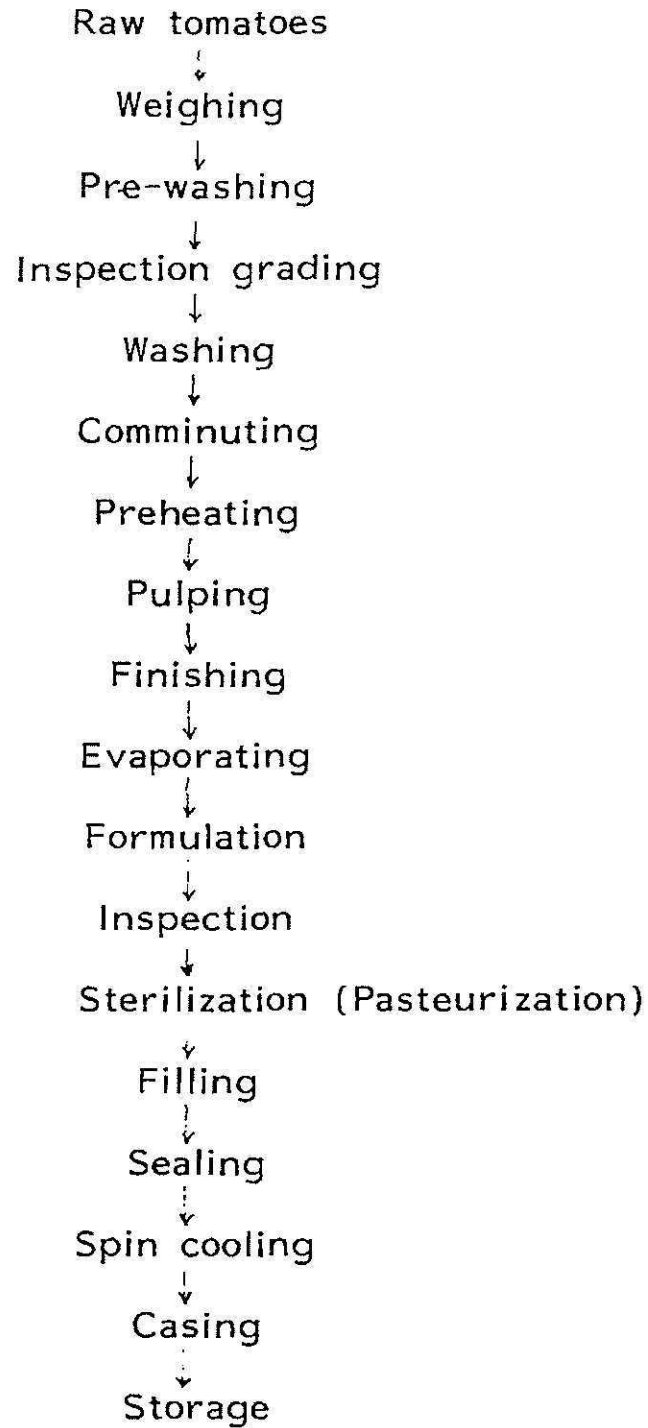 Raw tomatoes
Weighing
Pre-washing
Inspection grading
Washing
Comminuting
Preheating
Pulping
Finishing
Evaporating
Formulation
Inspection
Sterilization (Pasteurization)
Filling
Sealing
Spin cooling
Casing
Storage